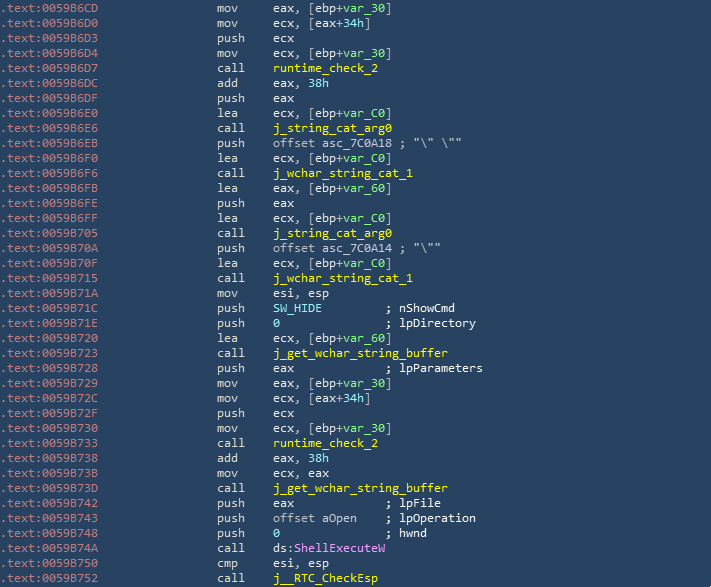 .text:0059B6CD mov eax, [ebp+var_30]
.text:0059B6D0 mov ecx, [eax+34h]
.text:0059B6D3 push ecx
.text:0059B6D4 mov ecx, [ebp+var_30]
.text:0059B6D7 call runtime_check_2
.text:0059B6DC add eax, 38h
.text:0059B6DF push eax
.text:0059B6E0 lea ecx, [ebp+var_C0]
.text:0059B6E6 call j_string_cat_arg0
.text:0059B6EB push offset asc_7C0A18 ; "\" \""
.text:0059B6F0 lea ecx, [ebp+var_C0]
.text:0059B6F6 call j_wchar_string_cat_1
.text:0059B6FB lea eax, [ebp+var_60]
.text:0059B6FE push eax
.text:0059B6FF lea ecx, [ebp+var_C0]
.text:0059B705 call j_string_cat_arg0
.text:0059B70A push offset asc_7C0A14 ; "\""
.text:0059B70F lea ecx, [ebp+var_C0]
.text:0059B715 call j_wchar_string_cat_1
.text:0059B71A mov esi, esp
.text:0059B71C push SW_HIDE ; nShowCmd
.text:0059B71E push 0 ; lpDirectory
.text:0059B720 lea ecx, [ebp+var_60]
.text:0059B723 call j_get_wchar_string_buffer
.text:0059B728 push eax ; lpParameters
.text:0059B729 mov eax, [ebp+var_30]
.text:0059B72C mov ecx, [eax+34h]
.text:0059B72F push ecx
.text:0059B730 mov ecx, [ebp+var_30]
.text:0059B733 call runtime_check_2
.text:0059B738 add eax, 38h
.text:0059B73B mov ecx, eax
.text:0059B73D call j_get_wchar_string_buffer
.text:0059B742 push eax ; lpFile
.text:0059B743 push offset aOpen ; lpOperation
.text:0059B748 push 0 ; hwnd
.text:0059B74A call ds:ShellExecuteW
.text:0059B750 cmp esi, esp
.text:0059B752 call j__RTC_CheckEsp